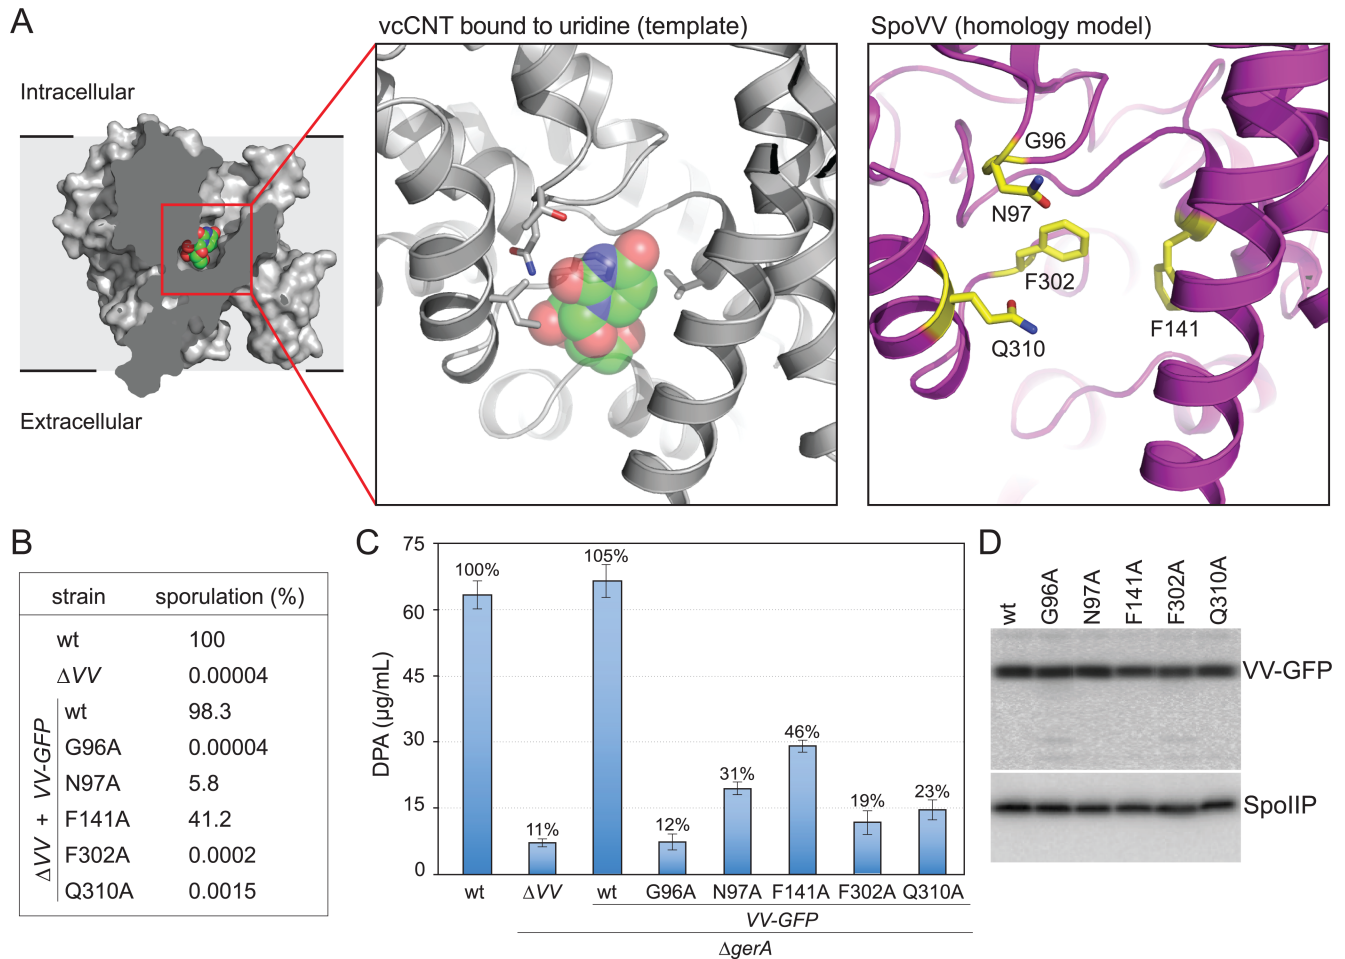 A
vcCNT bound to uridine (template)
SpoVV (homology model)
Intracellular
Extracellular
G96
N97
F302
Q310
F141
B
strain sporulation (%)
wt 100
ΔVV 0.00004
ΔVV + VV-GFP
wt 98.3
G96A 0.00004
N97A 5.8
F141A 41.2
F302A 0.0002
Q310A 0.0015
C
DPA (µg/mL)
75
60
45
30
15
0
100%
11%
105%
12%
31%
46%
19%
23%
wt ΔVV wt G96A N97A F141A F302A Q310A
VV-GFP
ΔgerA
D
wt G96A N97A F141A F302A Q310A
VV-GFP
SpoIIP